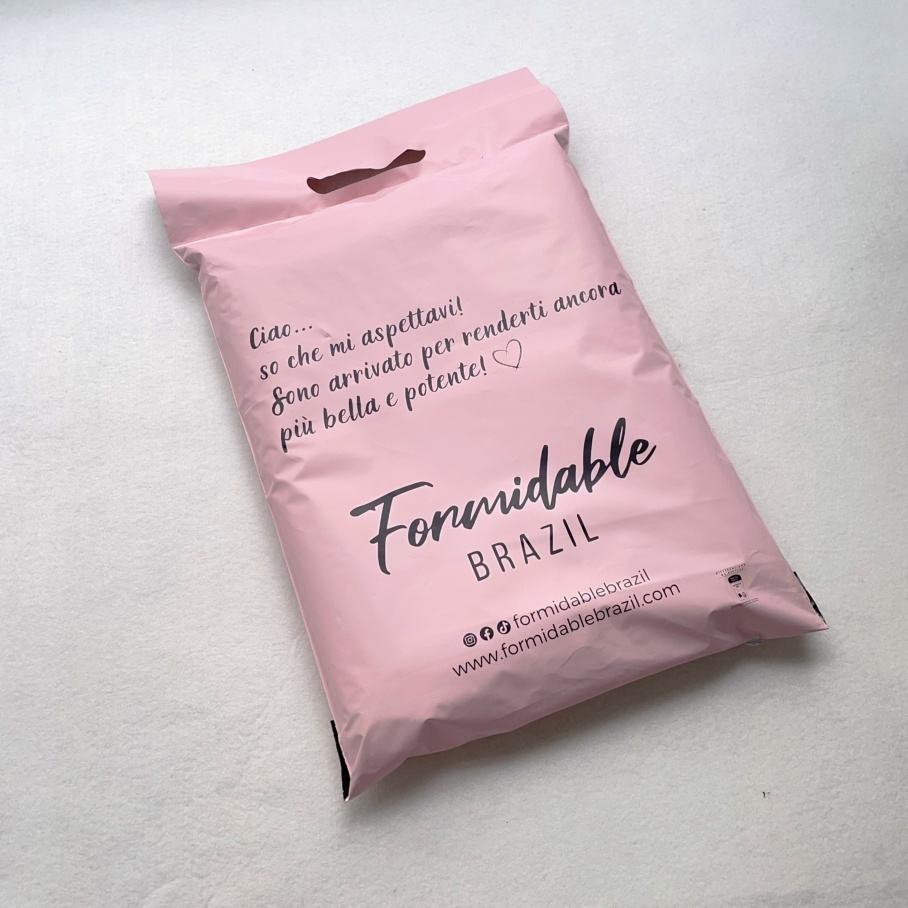 Ciao...
so che mi aspettavi!
Sono arrivato per renderti ancora
più bella e potente!
Formidable
BRAZIL
formidablebrazil
www.formidablebrazil.com